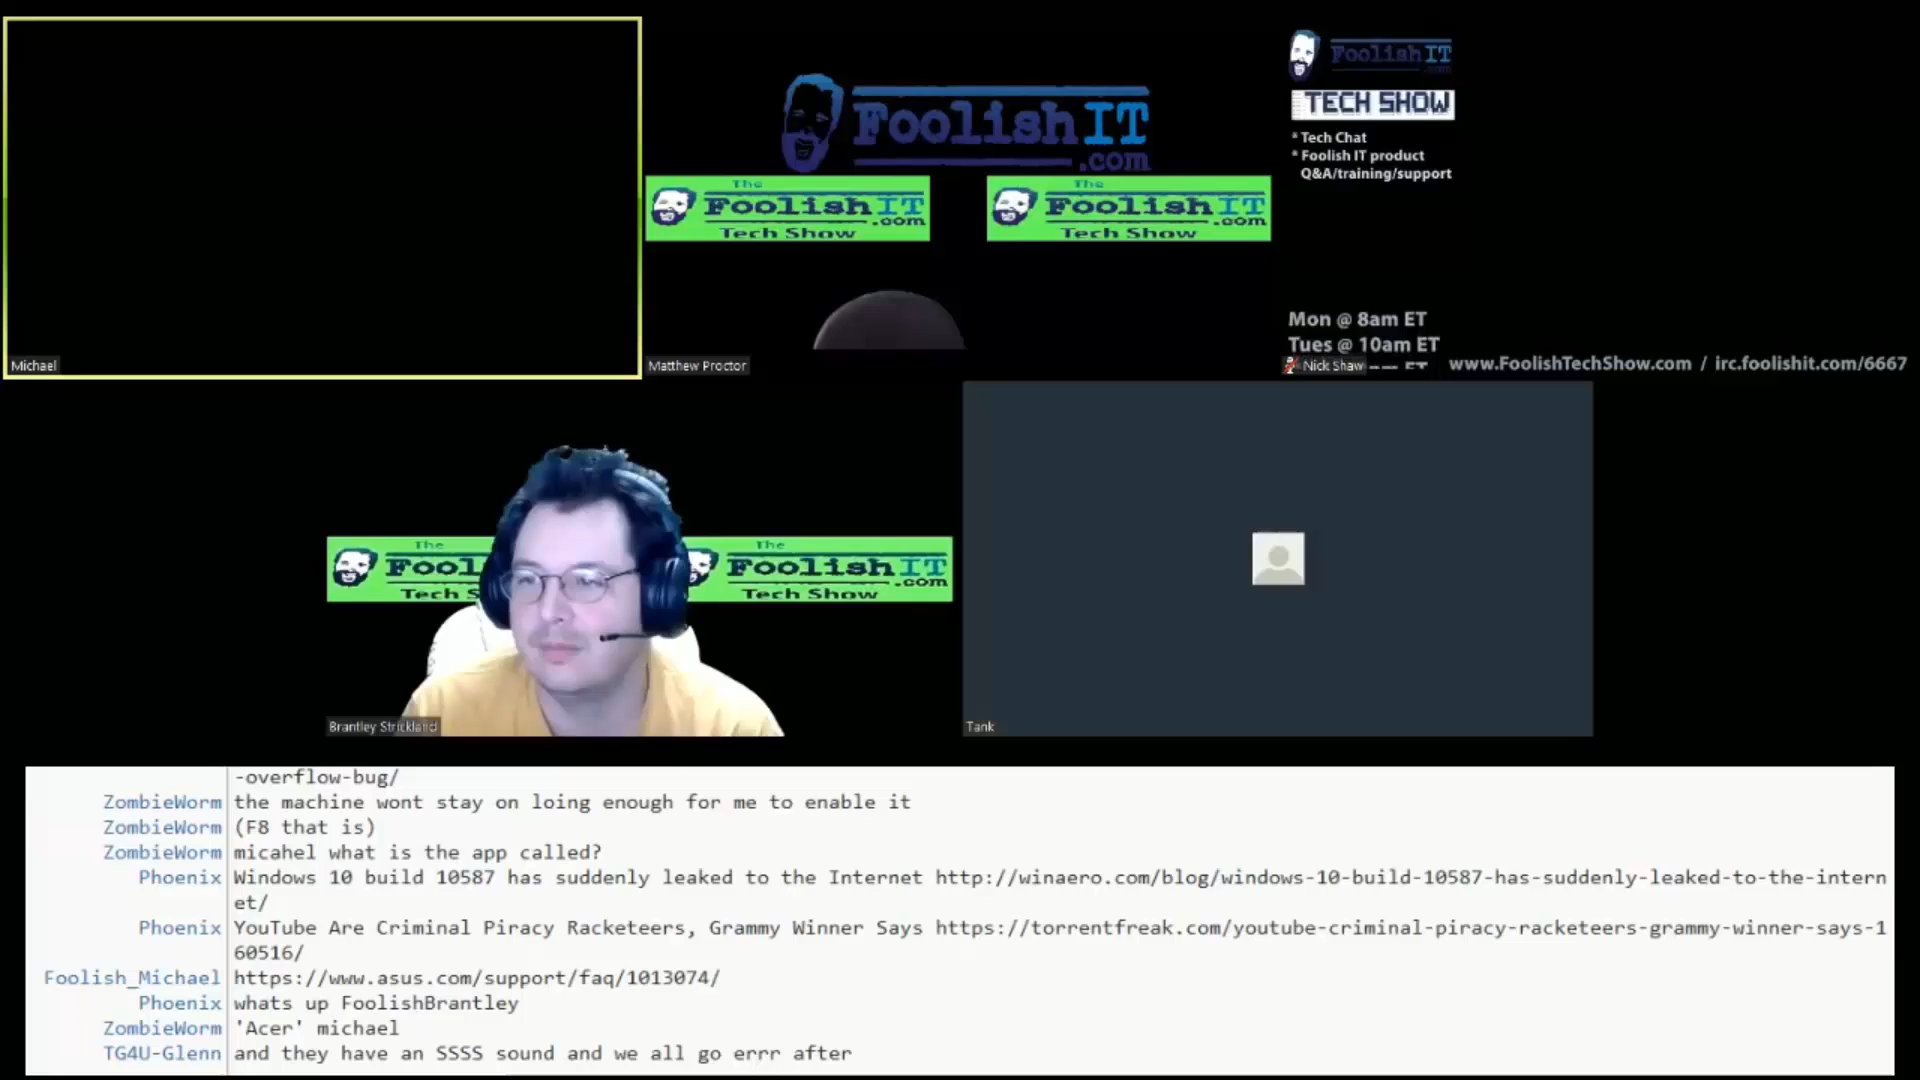 FoolishIT
.com
FoolishIT
.com
TECH SHOW
* Tech Chat
* Foolish IT product
Q&A/training/support
The
FoolishIT
.com
Tech Show
The
FoolishIT
.com
Tech Show
Mon @ 8am ET
Tues @ 10am ET
Michael
Matthew Proctor
Nick Shaw
www.FoolishTechShow.com / irc.foolishit.com/6667
The
Fool
Tech S
The
FoolishIT
.com
Tech Show
Brantley Strickland
Tank
-overflow-bug/
ZombieWorm the machine wont stay on loing enough for me to enable it
ZombieWorm (F8 that is)
ZombieWorm micahel what is the app called?
Phoenix Windows 10 build 10587 has suddenly leaked to the Internet http://winaero.com/blog/windows-10-build-10587-has-suddenly-leaked-to-the-intern
et/
Phoenix YouTube Are Criminal Piracy Racketeers, Grammy Winner Says https://torrentfreak.com/youtube-criminal-piracy-racketeers-grammy-winner-says-1
60516/
Foolish_Michael https://www.asus.com/support/faq/1013074/
Phoenix whats up FoolishBrantley
ZombieWorm 'Acer' michael
TG4U-Glenn and they have an SSSS sound and we all go errr after